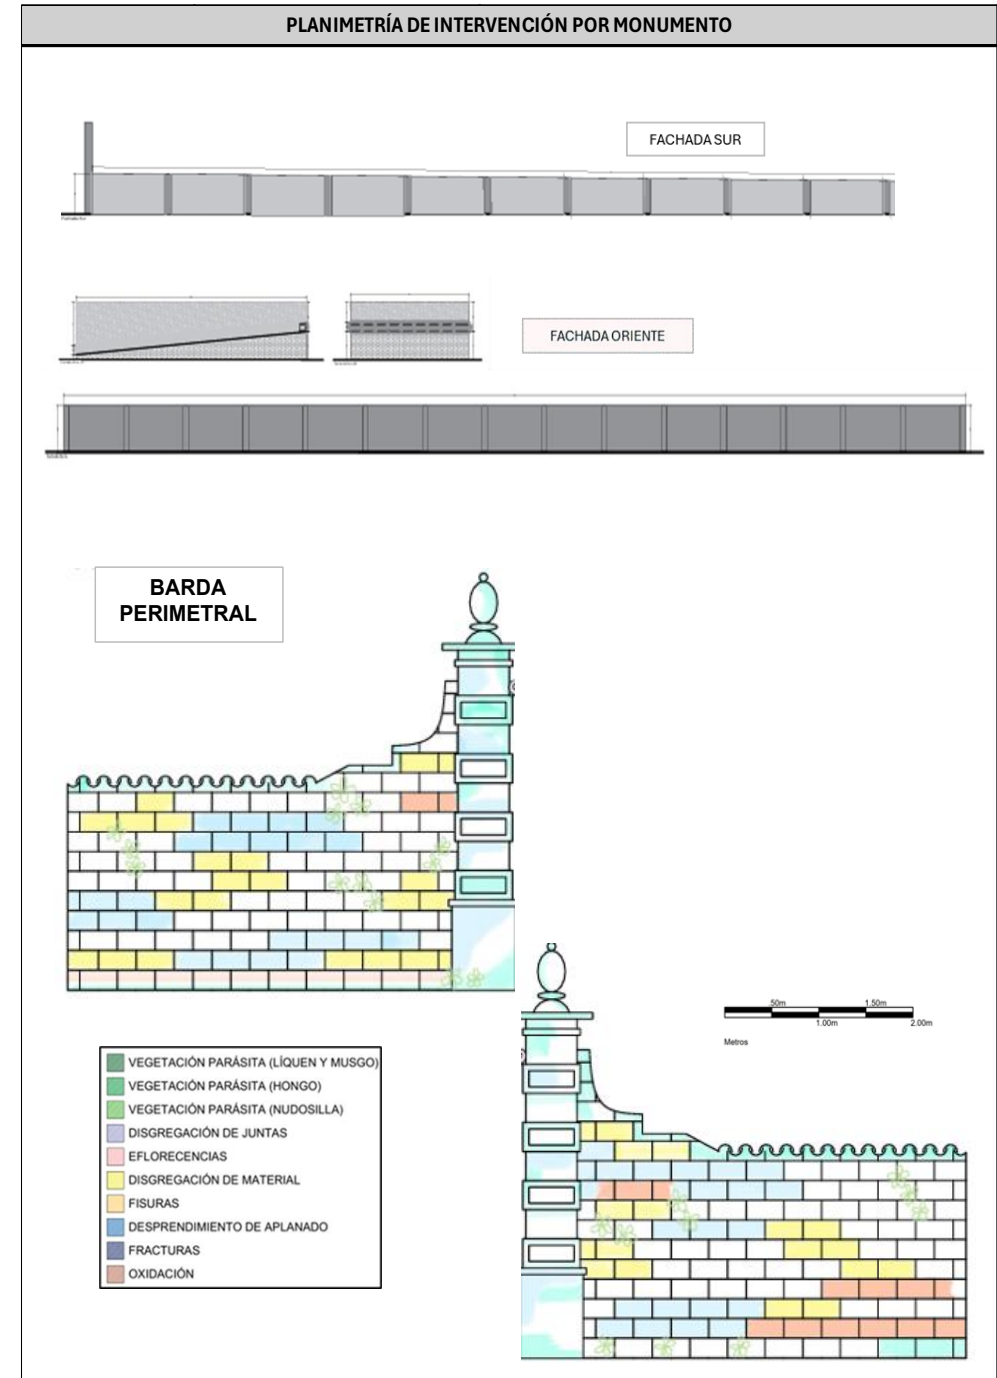 PLANIMETRÍA DE INTERVENCIÓN POR MONUMENTO
FACHADA SUR
FACHADA ORIENTE
BARDA
PERIMETRAL
.50m
1.50m
1.00m
2.00m
Metros
VEGETACIÓN PARÁSITA (LÍQUEN Y MUSGO)
VEGETACIÓN PARÁSITA (HONGO)
VEGETACIÓN PARÁSITA (NUDOSILLA)
DISGREGACIÓN DE JUNTAS
EFLORECENCIAS
DISGREGACIÓN DE MATERIAL
FISURAS
DESPRENDIMIENTO DE APLANADO
FRACTURAS
OXIDACIÓN